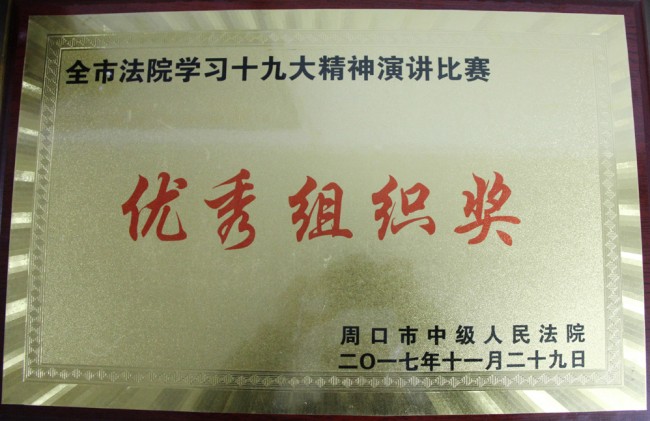 全市法院学习十九大精神演讲比赛
优秀组织奖
周口市中级人民法院
二〇一七年十一月二十九日